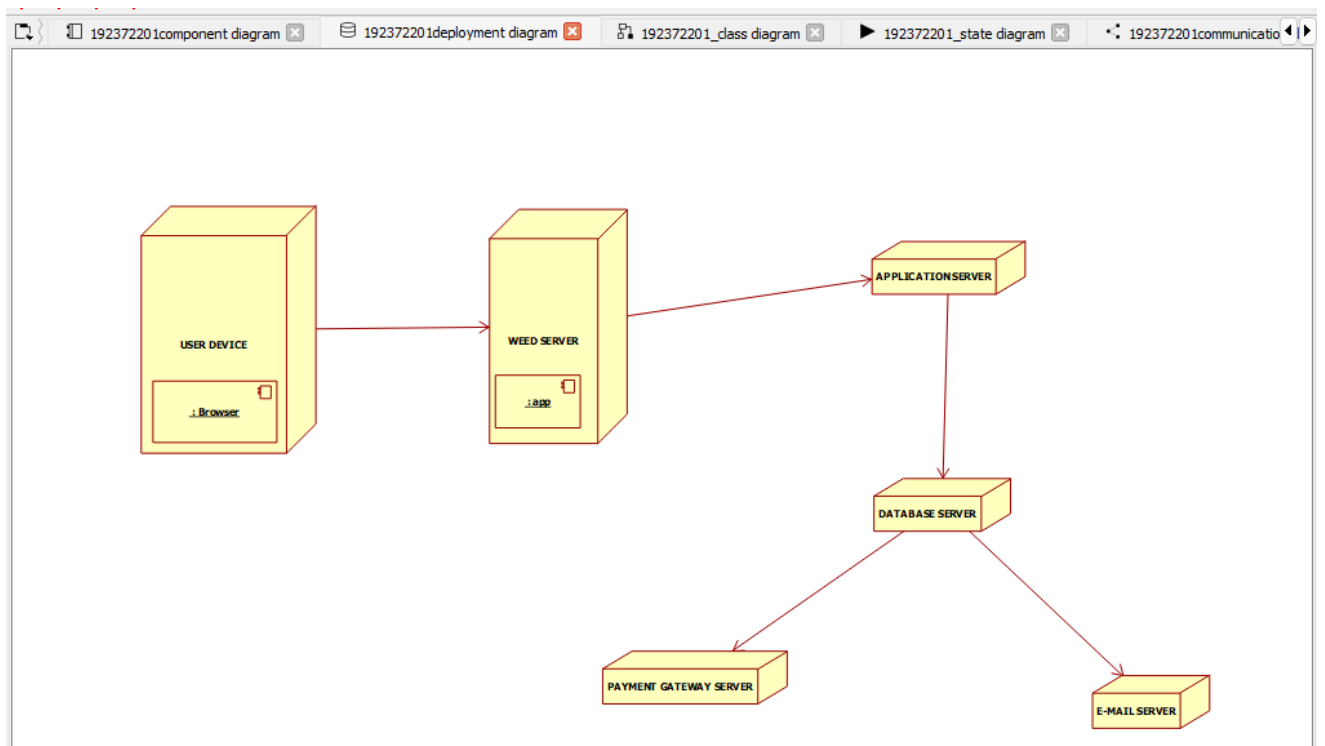 192372201component diagram
192372201deployment diagram
192372201_class diagram
192372201_state diagram
192372201communicatio
USER DEVICE
: Browser
WEED SERVER
: app
APPLICATIONSERVER
DATABASE SERVER
PAYMENT GATEWAY SERVER
E-MAIL SERVER